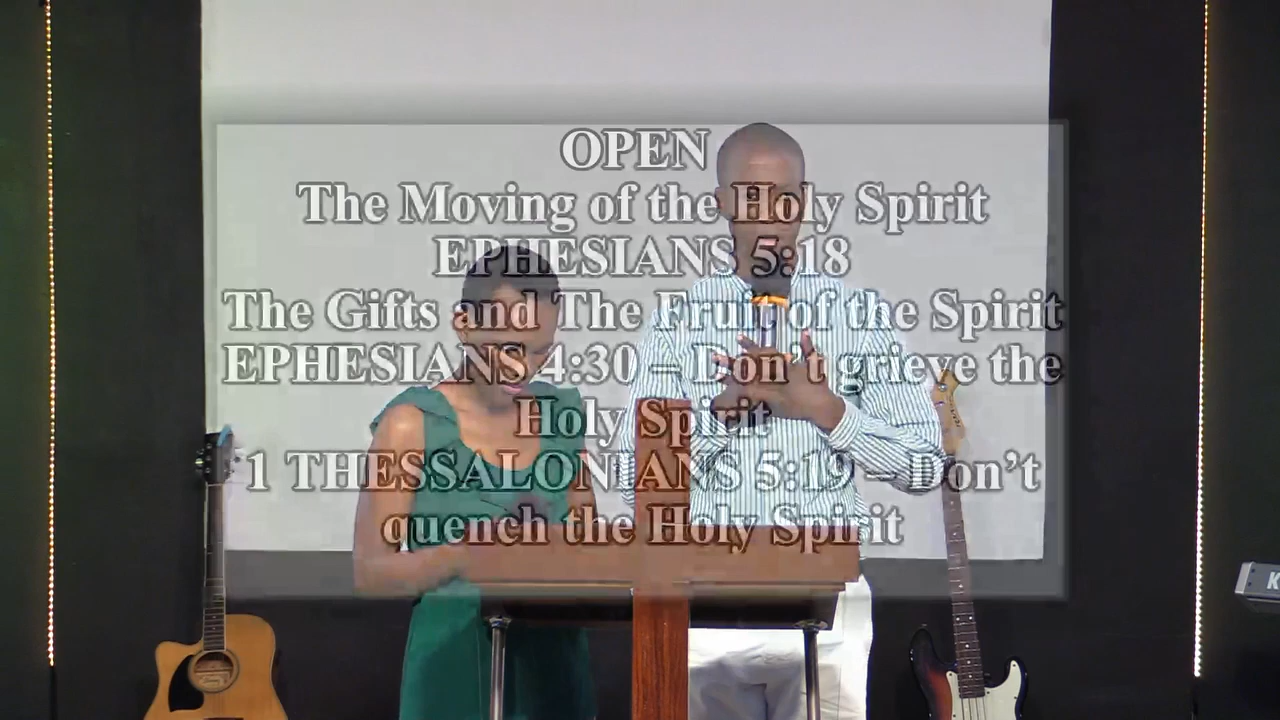 OPEN
The Moving of the Holy Spirit
EPHESIANS 5:18
The Gifts and The Fruit of the Spirit
EPHESIANS 4:30 – Don’t grieve the
Holy Spirit
1 THESSALONIANS 5:19 – Don’t
quench the Holy Spirit
K